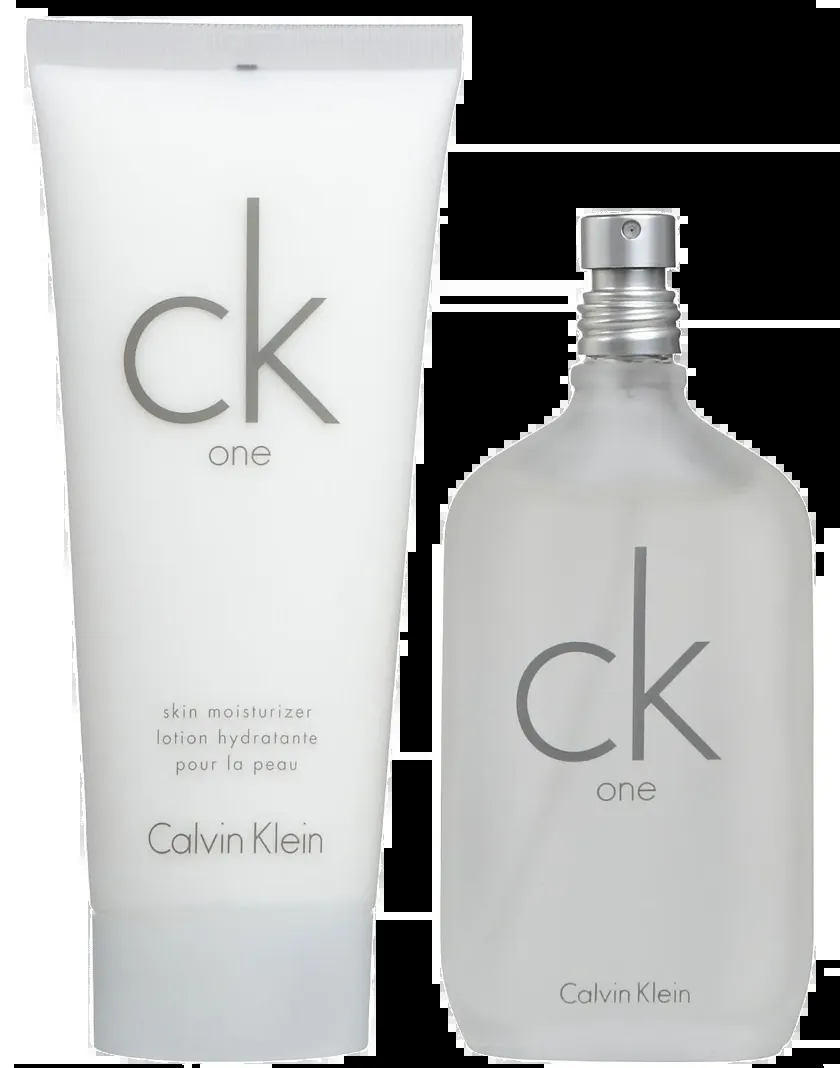 ck
one
skin moisturizer
lotion hydratante
pour la peau
Calvin Klein
ck
one
Calvin Klein